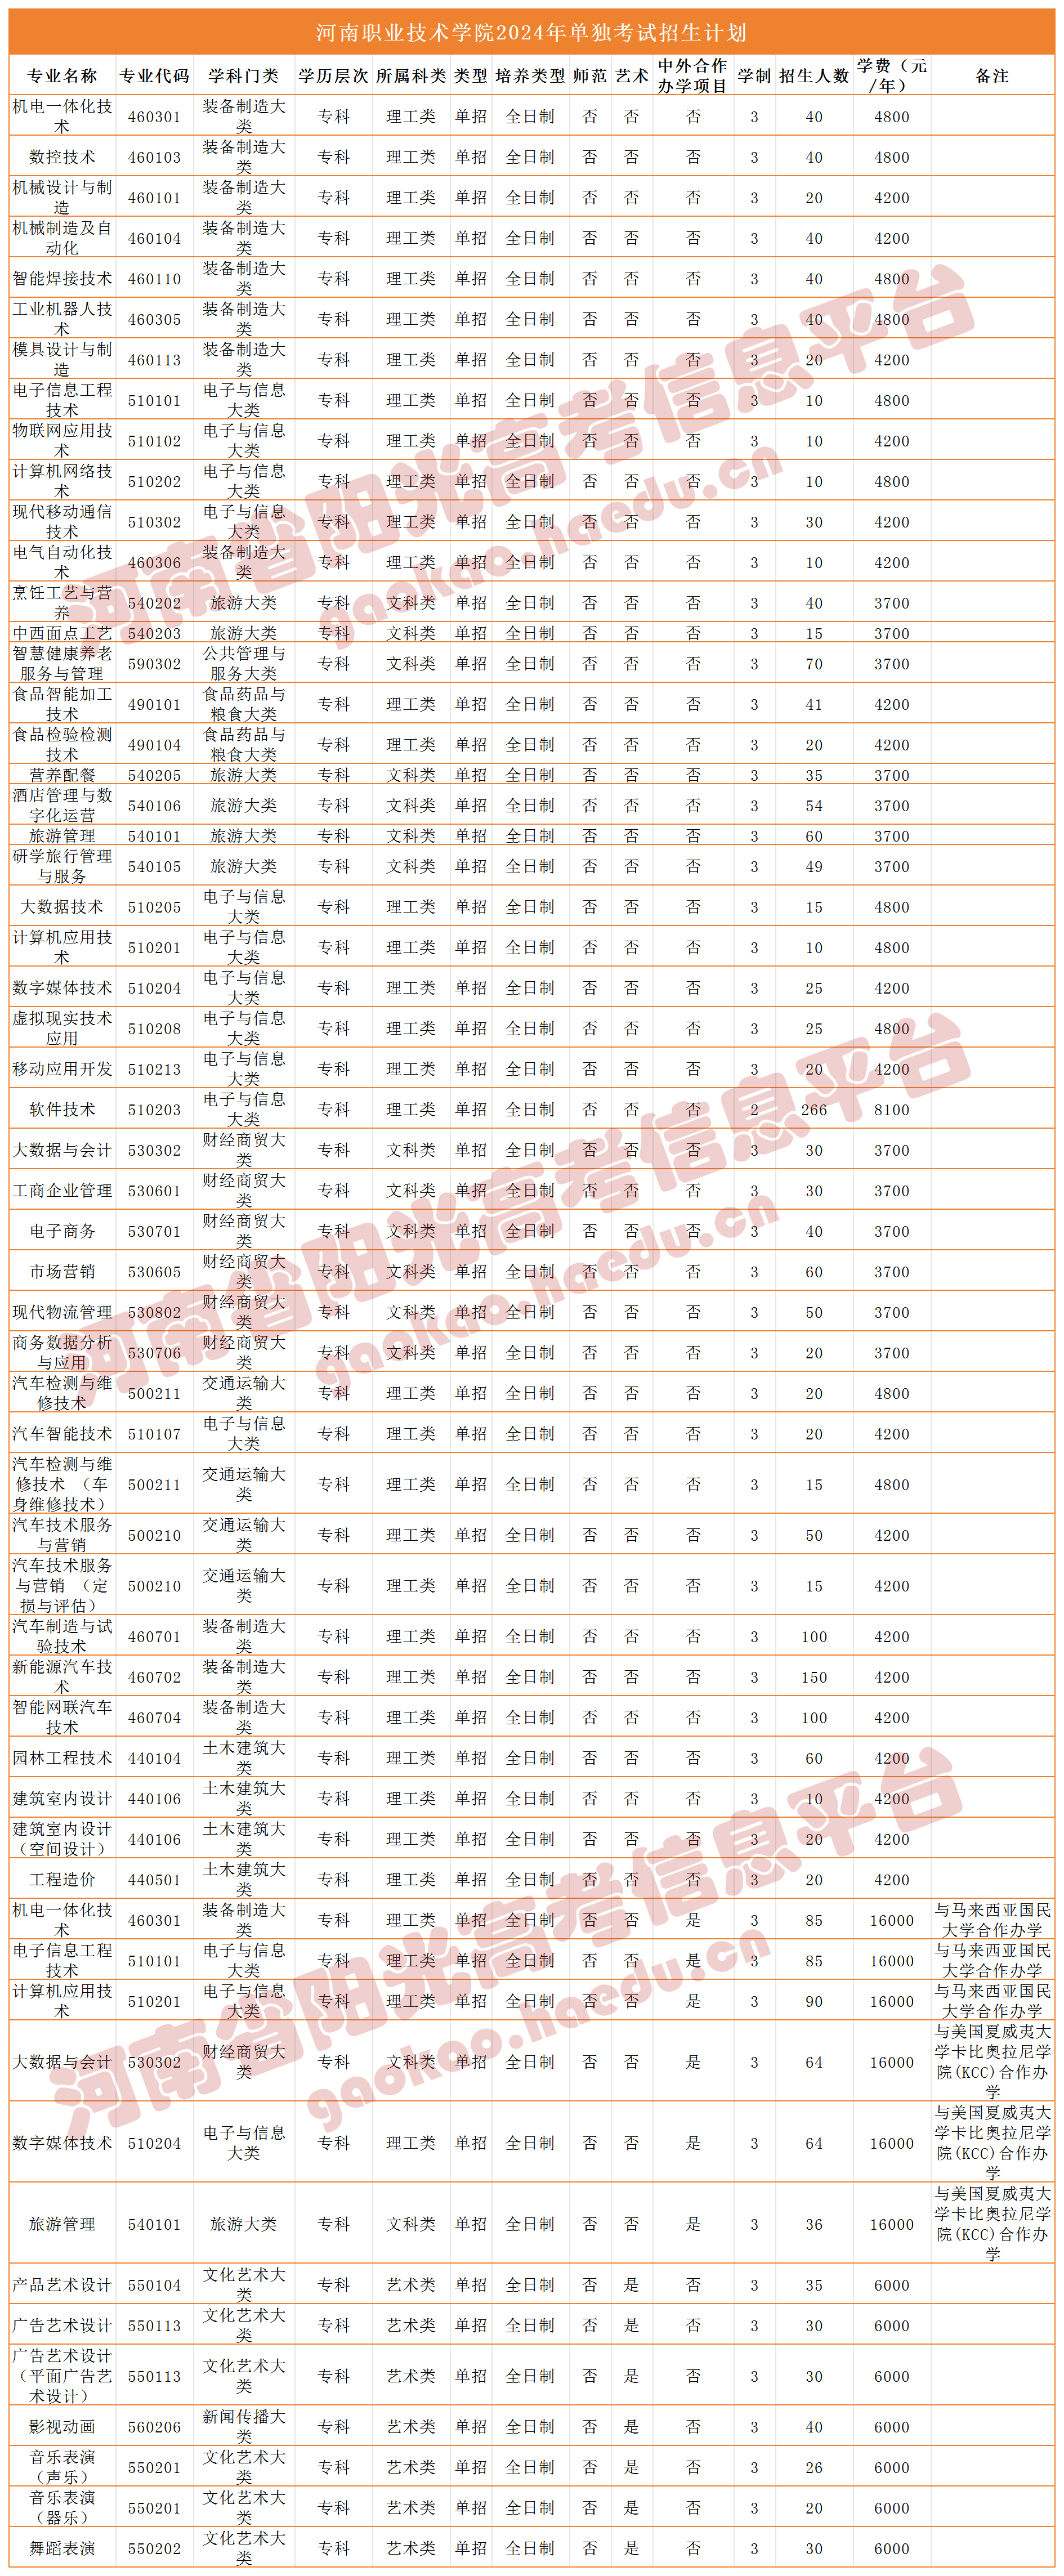 河南职业技术学院2024年单独考试招生计划
专业名称 专业代码 学科门类 学历层次 所属科类 类型 培养类型 师范 艺术 中外合作办学项目 学制 招生人数 学费（元/年） 备注
机电一体化技术 460301 装备制造大类 专科 理工类 单招 全日制 否 否 否 3 40 4800
数控技术 460103 装备制造大类 专科 理工类 单招 全日制 否 否 否 3 40 4800
机械设计与制造 460101 装备制造大类 专科 理工类 单招 全日制 否 否 否 3 20 4200
机械制造及自动化 460104 装备制造大类 专科 理工类 单招 全日制 否 否 否 3 40 4200
智能焊接技术 460110 装备制造大类 专科 理工类 单招 全日制 否 否 否 3 40 4800
工业机器人技术 460305 装备制造大类 专科 理工类 单招 全日制 否 否 否 3 40 4800
模具设计与制造 460113 装备制造大类 专科 理工类 单招 全日制 否 否 否 3 20 4200
电子信息工程技术 510101 电子与信息大类 专科 理工类 单招 全日制 否 否 否 3 10 4800
物联网应用技术 510102 电子与信息大类 专科 理工类 单招 全日制 否 否 否 3 10 4200
计算机网络技术 510202 电子与信息大类 专科 理工类 单招 全日制 否 否 否 3 10 4800
现代移动通信技术 510302 电子与信息大类 专科 理工类 单招 全日制 否 否 否 3 30 4200
电气自动化技术 460306 装备制造大类 专科 理工类 单招 全日制 否 否 否 3 10 4200
烹饪工艺与营养 540202 旅游大类 专科 文科类 单招 全日制 否 否 否 3 40 3700
中西面点工艺 540203 旅游大类 专科 文科类 单招 全日制 否 否 否 3 15 3700
智慧健康养老服务与管理 590302 公共管理与服务大类 专科 文科类 单招 全日制 否 否 否 3 70 3700
食品智能加工技术 490101 食品药品与粮食大类 专科 理工类 单招 全日制 否 否 否 3 41 4200
食品检验检测技术 490104 食品药品与粮食大类 专科 理工类 单招 全日制 否 否 否 3 20 4200
营养配餐 540205 旅游大类 专科 文科类 单招 全日制 否 否 否 3 35 3700
酒店管理与数字化运营 540106 旅游大类 专科 文科类 单招 全日制 否 否 否 3 54 3700
旅游管理 540101 旅游大类 专科 文科类 单招 全日制 否 否 否 3 60 3700
研学旅行管理与服务 540105 旅游大类 专科 文科类 单招 全日制 否 否 否 3 49 3700
大数据技术 510205 电子与信息大类 专科 理工类 单招 全日制 否 否 否 3 15 4800
计算机应用技术 510201 电子与信息大类 专科 理工类 单招 全日制 否 否 否 3 10 4800
数字媒体技术 510204 电子与信息大类 专科 理工类 单招 全日制 否 否 否 3 25 4200
虚拟现实技术应用 510208 电子与信息大类 专科 理工类 单招 全日制 否 否 否 3 25 4800
移动应用开发 510213 电子与信息大类 专科 理工类 单招 全日制 否 否 否 3 20 4200
软件技术 510203 电子与信息大类 专科 理工类 单招 全日制 否 否 否 2 266 8100
大数据与会计 530302 财经商贸大类 专科 文科类 单招 全日制 否 否 否 3 30 3700
工商企业管理 530601 财经商贸大类 专科 文科类 单招 全日制 否 否 否 3 30 3700
电子商务 530701 财经商贸大类 专科 文科类 单招 全日制 否 否 否 3 40 3700
市场营销 530605 财经商贸大类 专科 文科类 单招 全日制 否 否 否 3 60 3700
现代物流管理 530802 财经商贸大类 专科 文科类 单招 全日制 否 否 否 3 50 3700
商务数据分析与应用 530706 财经商贸大类 专科 文科类 单招 全日制 否 否 否 3 20 3700
汽车检测与维修技术 500211 交通运输大类 专科 理工类 单招 全日制 否 否 否 3 20 4800
汽车智能技术 510107 电子与信息大类 专科 理工类 单招 全日制 否 否 否 3 20 4200
汽车检测与维修技术 （车身维修技术） 500211 交通运输大类 专科 理工类 单招 全日制 否 否 否 3 15 4800
汽车技术服务与营销 500210 交通运输大类 专科 理工类 单招 全日制 否 否 否 3 50 4200
汽车技术服务与营销 （定损与评估） 500210 交通运输大类 专科 理工类 单招 全日制 否 否 否 3 15 4200
汽车制造与试验技术 460701 装备制造大类 专科 理工类 单招 全日制 否 否 否 3 100 4200
新能源汽车技术 460702 装备制造大类 专科 理工类 单招 全日制 否 否 否 3 150 4200
智能网联汽车技术 460704 装备制造大类 专科 理工类 单招 全日制 否 否 否 3 100 4200
园林工程技术 440104 土木建筑大类 专科 理工类 单招 全日制 否 否 否 3 60 4200
建筑室内设计 440106 土木建筑大类 专科 理工类 单招 全日制 否 否 否 3 10 4200
建筑室内设计（空间设计） 440106 土木建筑大类 专科 理工类 单招 全日制 否 否 否 3 20 4200
工程造价 440501 土木建筑大类 专科 理工类 单招 全日制 否 否 否 3 20 4200
机电一体化技术 460301 装备制造大类 专科 理工类 单招 全日制 否 否 是 3 85 16000 与马来西亚国民大学合作办学
电子信息工程技术 510101 电子与信息大类 专科 理工类 单招 全日制 否 否 是 3 85 16000 与马来西亚国民大学合作办学
计算机应用技术 510201 电子与信息大类 专科 理工类 单招 全日制 否 否 是 3 90 16000 与马来西亚国民大学合作办学
大数据与会计 530302 财经商贸大类 专科 文科类 单招 全日制 否 否 是 3 64 16000 与美国夏威夷大学卡比奥拉尼学院(KCC)合作办学
数字媒体技术 510204 电子与信息大类 专科 理工类 单招 全日制 否 否 是 3 64 16000 与美国夏威夷大学卡比奥拉尼学院(KCC)合作办学
旅游管理 540101 旅游大类 专科 文科类 单招 全日制 否 否 是 3 36 16000 与美国夏威夷大学卡比奥拉尼学院(KCC)合作办学
产品艺术设计 550104 文化艺术大类 专科 艺术类 单招 全日制 否 是 否 3 35 6000
广告艺术设计 550113 文化艺术大类 专科 艺术类 单招 全日制 否 是 否 3 30 6000
广告艺术设计（平面广告艺术设计） 550113 文化艺术大类 专科 艺术类 单招 全日制 否 是 否 3 30 6000
影视动画 560206 新闻传播大类 专科 艺术类 单招 全日制 否 是 否 3 40 6000
音乐表演（声乐） 550201 文化艺术大类 专科 艺术类 单招 全日制 否 是 否 3 26 6000
音乐表演（器乐） 550201 文化艺术大类 专科 艺术类 单招 全日制 否 是 否 3 20 6000
舞蹈表演 550202 文化艺术大类 专科 艺术类 单招 全日制 否 是 否 3 30 6000
河南省阳光高考信息平台
gaokao.haedu.cn
河南省阳光高考信息平台
gaokao.haedu.cn
河南省阳光高考信息平台
gaokao.haedu.cn